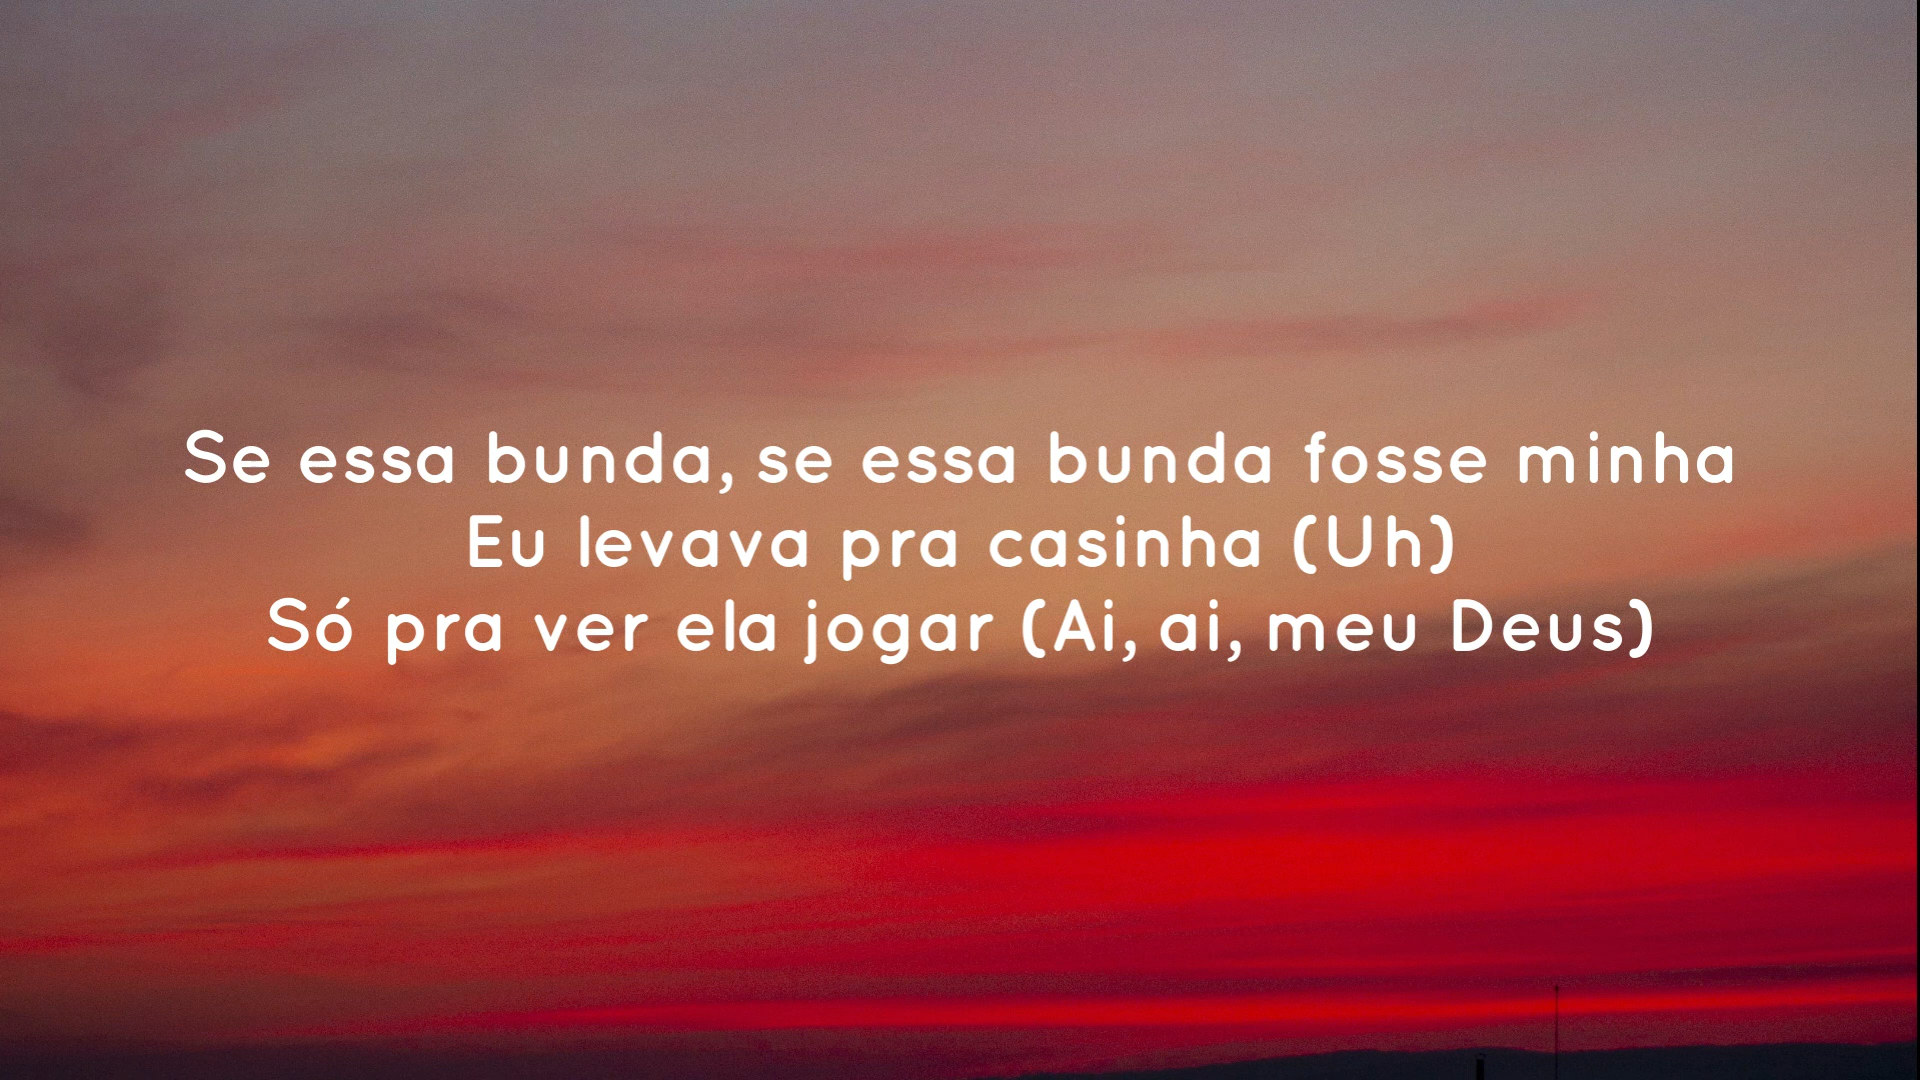 Se essa bunda, se essa bunda fosse minha
Eu levava pra casinha (Uh)
Só pra ver ela jogar (Ai, ai, meu Deus)